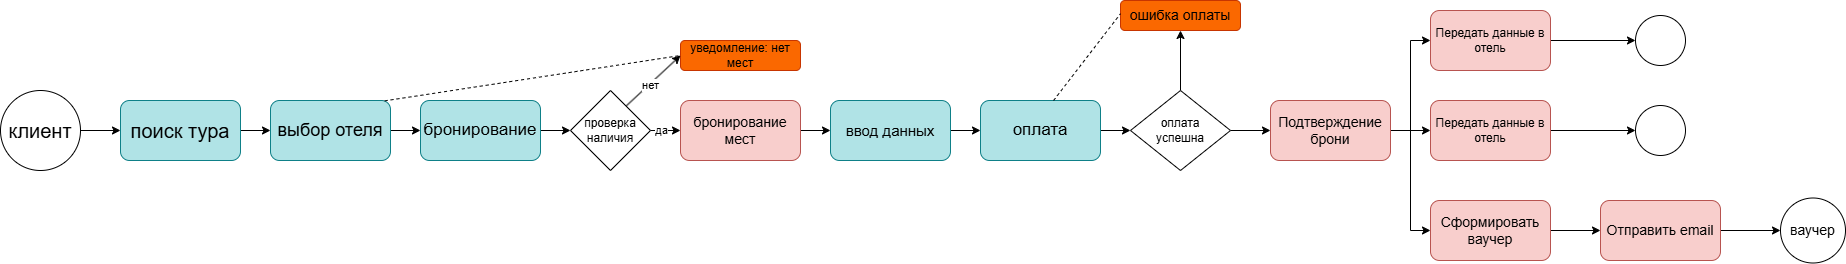 клиент
поиск тура
выбор отеля
бронирование
проверка
наличия
нет
уведомление: нет
мест
да
бронирование
мест
ввод данных
оплата
ошибка оплаты
оплата
успешна
Подтверждение
брони
Передать данные в
отель
Передать данные в
отель
Сформировать
ваучер
Отправить email
ваучер